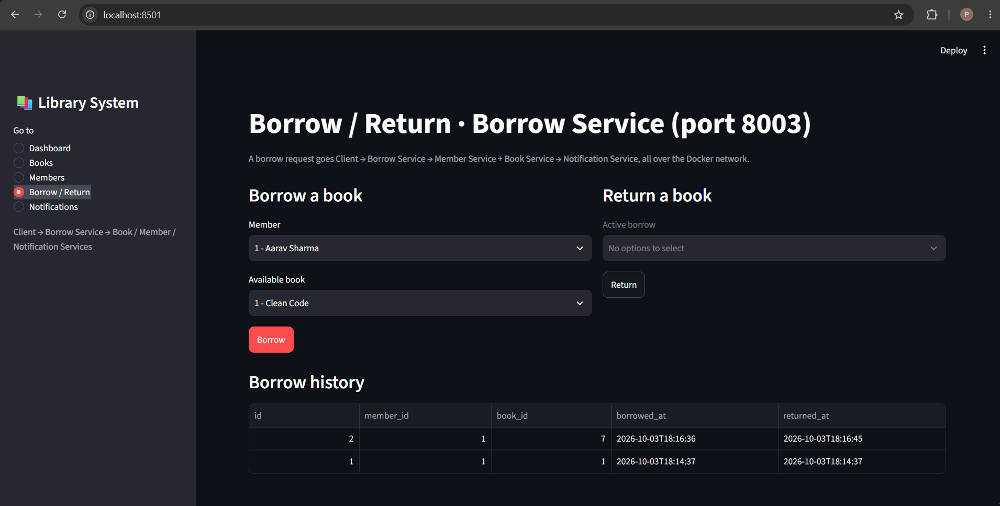 localhost:8501
P
Deploy
Library System
Go to
Dashboard
Books
Members
Borrow / Return
Notifications
Client → Borrow Service → Book / Member /
Notification Services
Borrow / Return · Borrow Service (port 8003)
A borrow request goes Client → Borrow Service → Member Service + Book Service → Notification Service, all over the Docker network.
Borrow a book
Member
1 - Aarav Sharma
Available book
1 - Clean Code
Borrow
Return a book
Active borrow
No options to select
Return
Borrow history
id member_id book_id borrowed_at returned_at
2 1 7 2026-10-03T18:16:36 2026-10-03T18:16:45
1 1 1 2026-10-03T18:14:37 2026-10-03T18:14:37